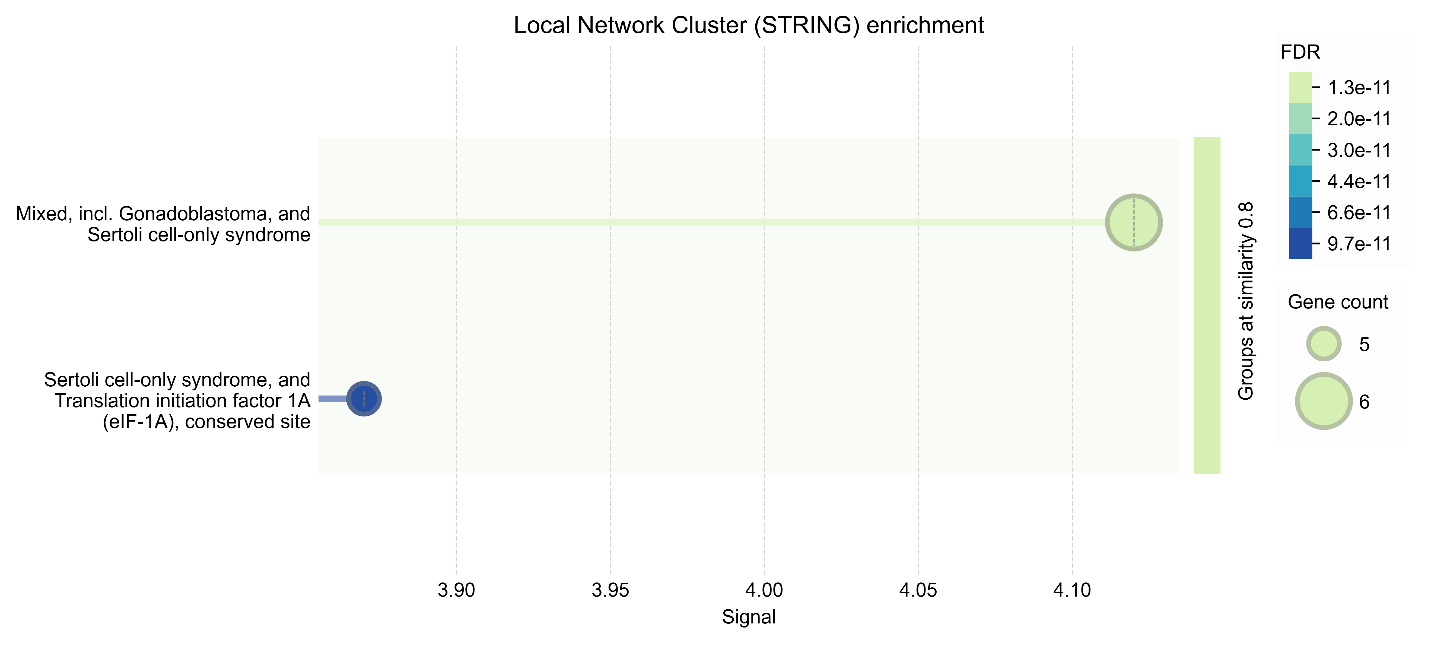 Local Network Cluster (STRING) enrichment
Mixed, incl. Gonadoblastoma, and
Sertoli cell-only syndrome
Sertoli cell-only syndrome, and
Translation initiation factor 1A
(eIF-1A), conserved site
3.90
3.95
4.00
4.05
4.10
Signal
Groups at similarity 0.8
FDR
1.3e-11
2.0e-11
3.0e-11
4.4e-11
6.6e-11
9.7e-11
Gene count
5
6